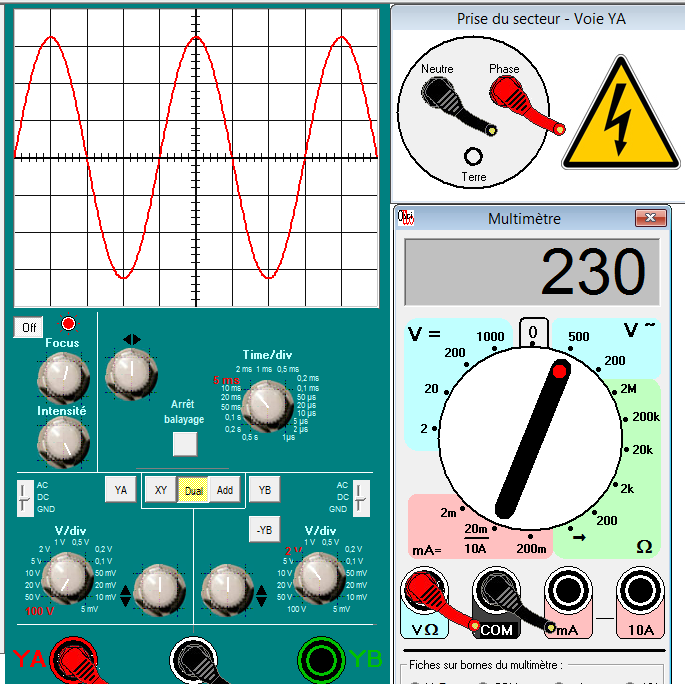 Prise du secteur - Voie YA
Neutre
Phase
Terre
Multimètre
230
V =
1000
0
500
V ~
200
200
20
2M
200k
2
20k
2k
2m
200
20m
10A
mA=
200m
Ω
VΩ
COM
mA
10A
Fiches sur bornes du multimètre :
Off
Focus
Intensité
Arrêt
balayage
Time/div
2 ms
1 ms
0,5 ms
5 ms
0,2 ms
10 ms
0,1 ms
20 ms
50 µs
50 ms
20 µs
0,1 s
10 µs
0,2 s
5 µs
2 µs
0,5 s
1µs
AC
DC
GND
YA
XY
Dual
Add
YB
-YB
AC
DC
GND
V/div
1 V
0,5 V
2 V
0,2 V
5 V
0,1 V
10 V
50 mV
20 V
20 mV
50 V
10 mV
100 V
5 mV
V/div
1 V
0,5 V
0,2 V
5 V
0,1 V
10 V
50 mV
20 V
20 mV
50 V
10 mV
100 V
5 mV
YA
YB